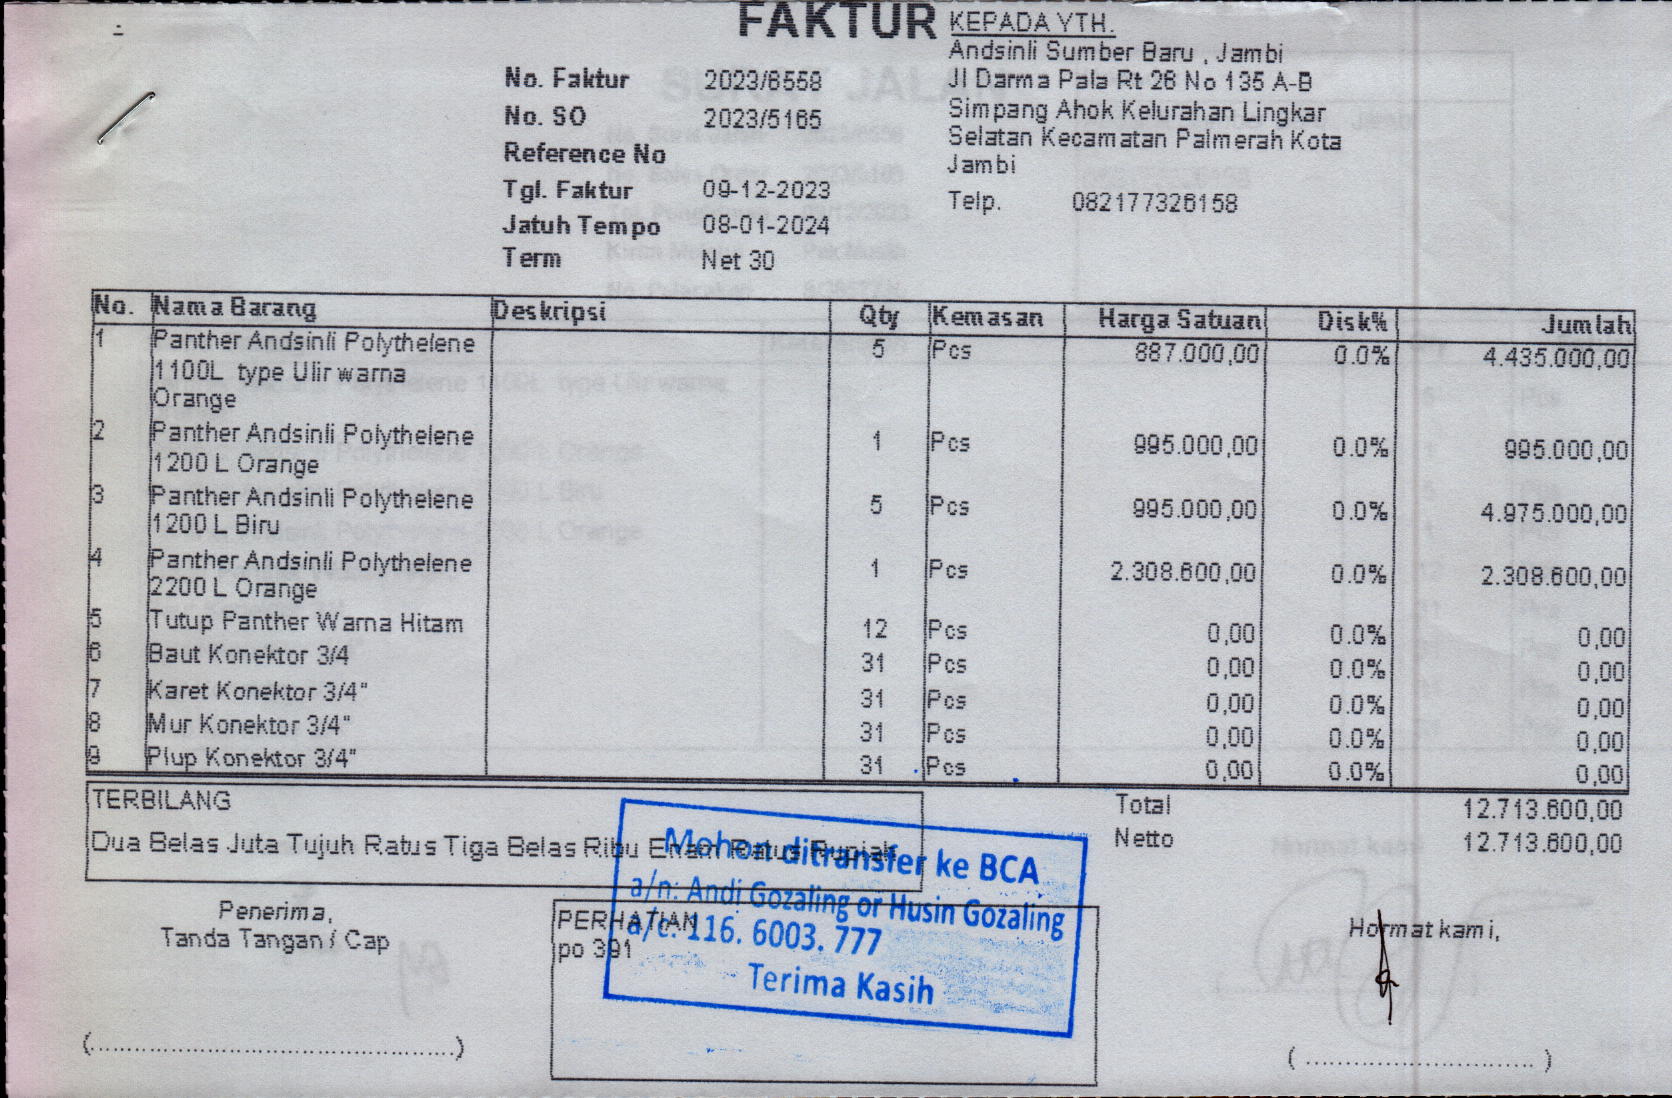 FAKTUR
KEPADA YTH.
Andsinli Sumber Baru , Jambi
Jl Darma Pala Rt 26 No 135 A-B
Simpang Ahok Kelurahan Lingkar
Selatan Kecamatan Palmerah Kota
Jambi
Telp. 082177326158
No. Faktur 2023/6558
No. SO 2023/5165
Reference No
Tgl. Faktur 09-12-2023
Jatuh Tempo 08-01-2024
Term Net 30
No. Nama Barang Deskripsi Qty Kemasan Harga Satuan Disk% Jumlah
1 Panther Andsinli Polythelene 5 Pcs 887.000,00 0.0% 4.435.000,00
1100L type Ulir warna
Orange
2 Panther Andsinli Polythelene 1 Pcs 995.000,00 0.0% 995.000,00
1200 L Orange
3 Panther Andsinli Polythelene 5 Pcs 995.000,00 0.0% 4.975.000,00
1200 L Biru
4 Panther Andsinli Polythelene 1 Pcs 2.308.600,00 0.0% 2.308.600,00
2200 L Orange
5 Tutup Panther Warna Hitam 12 Pcs 0,00 0.0% 0,00
6 Baut Konektor 3/4 31 Pcs 0,00 0.0% 0,00
7 Karet Konektor 3/4" 31 Pcs 0,00 0.0% 0,00
8 Mur Konektor 3/4" 31 Pcs 0,00 0.0% 0,00
9 Plup Konektor 3/4" 31 Pcs 0,00 0.0% 0,00
TERBILANG
Dua Belas Juta Tujuh Ratus Tiga Belas Ribu Enam Ratus Rupiah
Total 12.713.600,00
Netto 12.713.600,00
Mohon ditransfer ke BCA
a/n: Andi Gozaling or Husin Gozaling
a/c: 116. 6003. 777
Terima Kasih
Penerima,
Tanda Tangan / Cap
PERHATIAN
po 391
Hormat kami,
(................................................)
( .............................. )